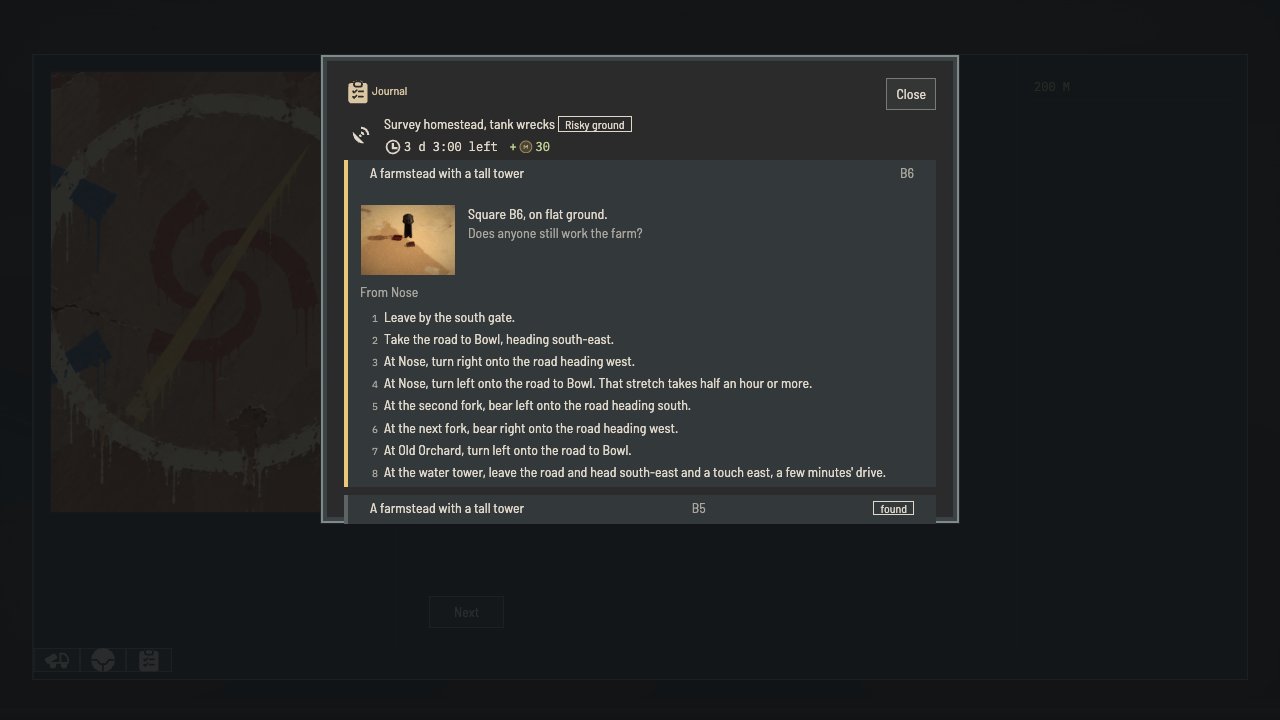 200 M
Journal
Close
Survey homestead, tank wrecks Risky ground
3 d 3:00 left + M 30
A farmstead with a tall tower B6
Square B6, on flat ground.
Does anyone still work the farm?
From Nose
1 Leave by the south gate.
2 Take the road to Bowl, heading south-east.
3 At Nose, turn right onto the road heading west.
4 At Nose, turn left onto the road to Bowl. That stretch takes half an hour or more.
5 At the second fork, bear left onto the road heading south.
6 At the next fork, bear right onto the road heading west.
7 At Old Orchard, turn left onto the road to Bowl.
8 At the water tower, leave the road and head south-east and a touch east, a few minutes' drive.
A farmstead with a tall tower B5 found
Next